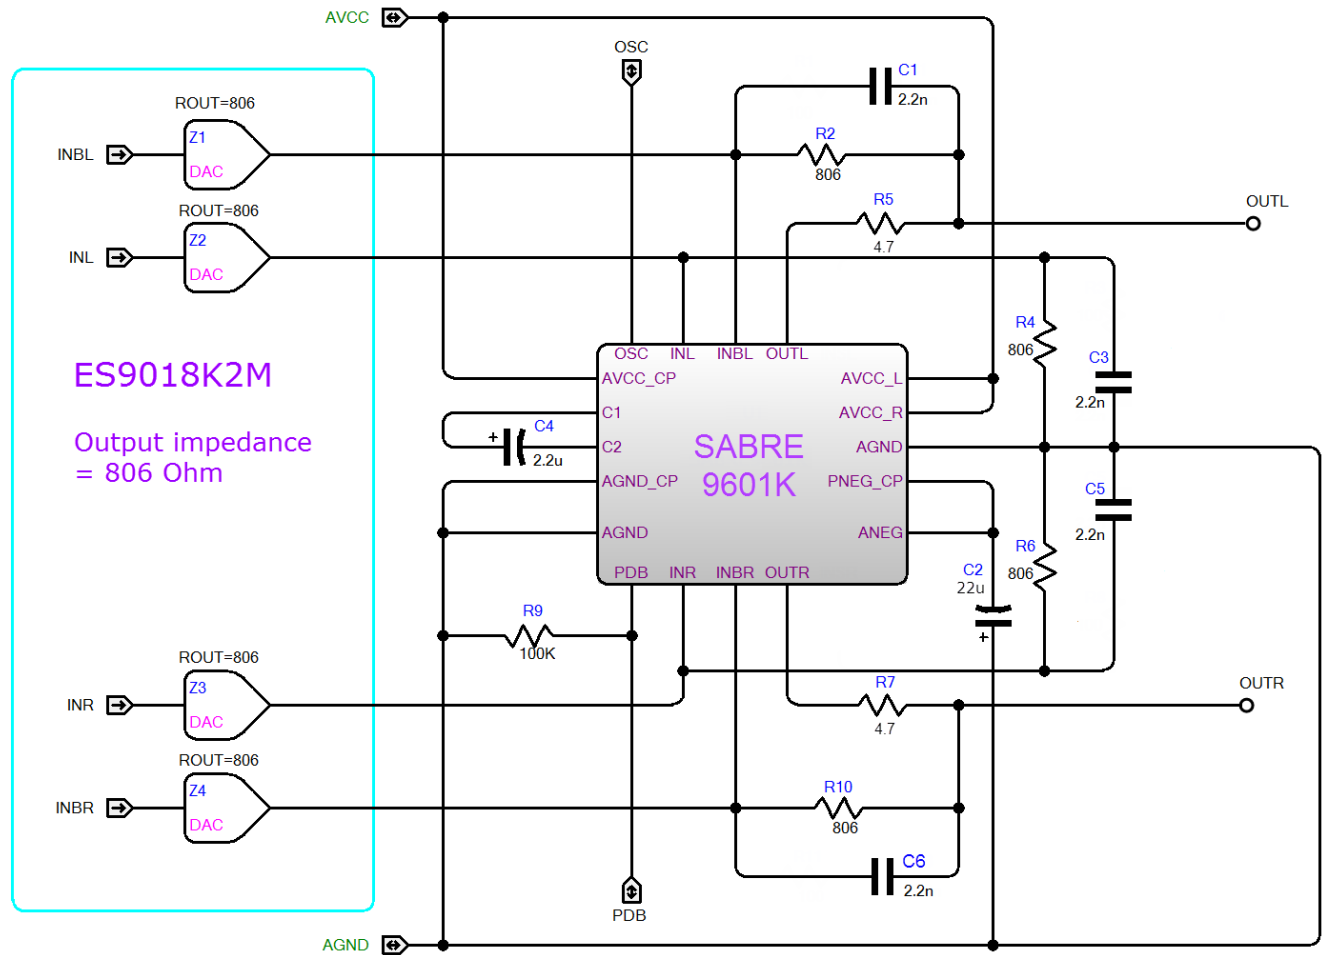 AVCC
OSC
C1
2.2n
ROUT=806
INBL
Z1
DAC
R2
806
ROUT=806
R5
4.7
OUTL
INL
Z2
DAC
R4
806
C3
2.2n
OSC INL INBL OUTL
AVCC_CP
AVCC_L
C1
AVCC_R
C2
AGND
AGND_CP
PNEG_CP
AGND
ANEG
PDB INR INBR OUTR
SABRE
9601K
ES9018K2M
Output impedance
= 806 Ohm
+
C4
2.2u
C5
2.2n
R6
806
C2
22u
+
R9
100K
ROUT=806
INR
Z3
DAC
R7
4.7
OUTR
ROUT=806
INBR
Z4
DAC
R10
806
C6
2.2n
PDB
AGND